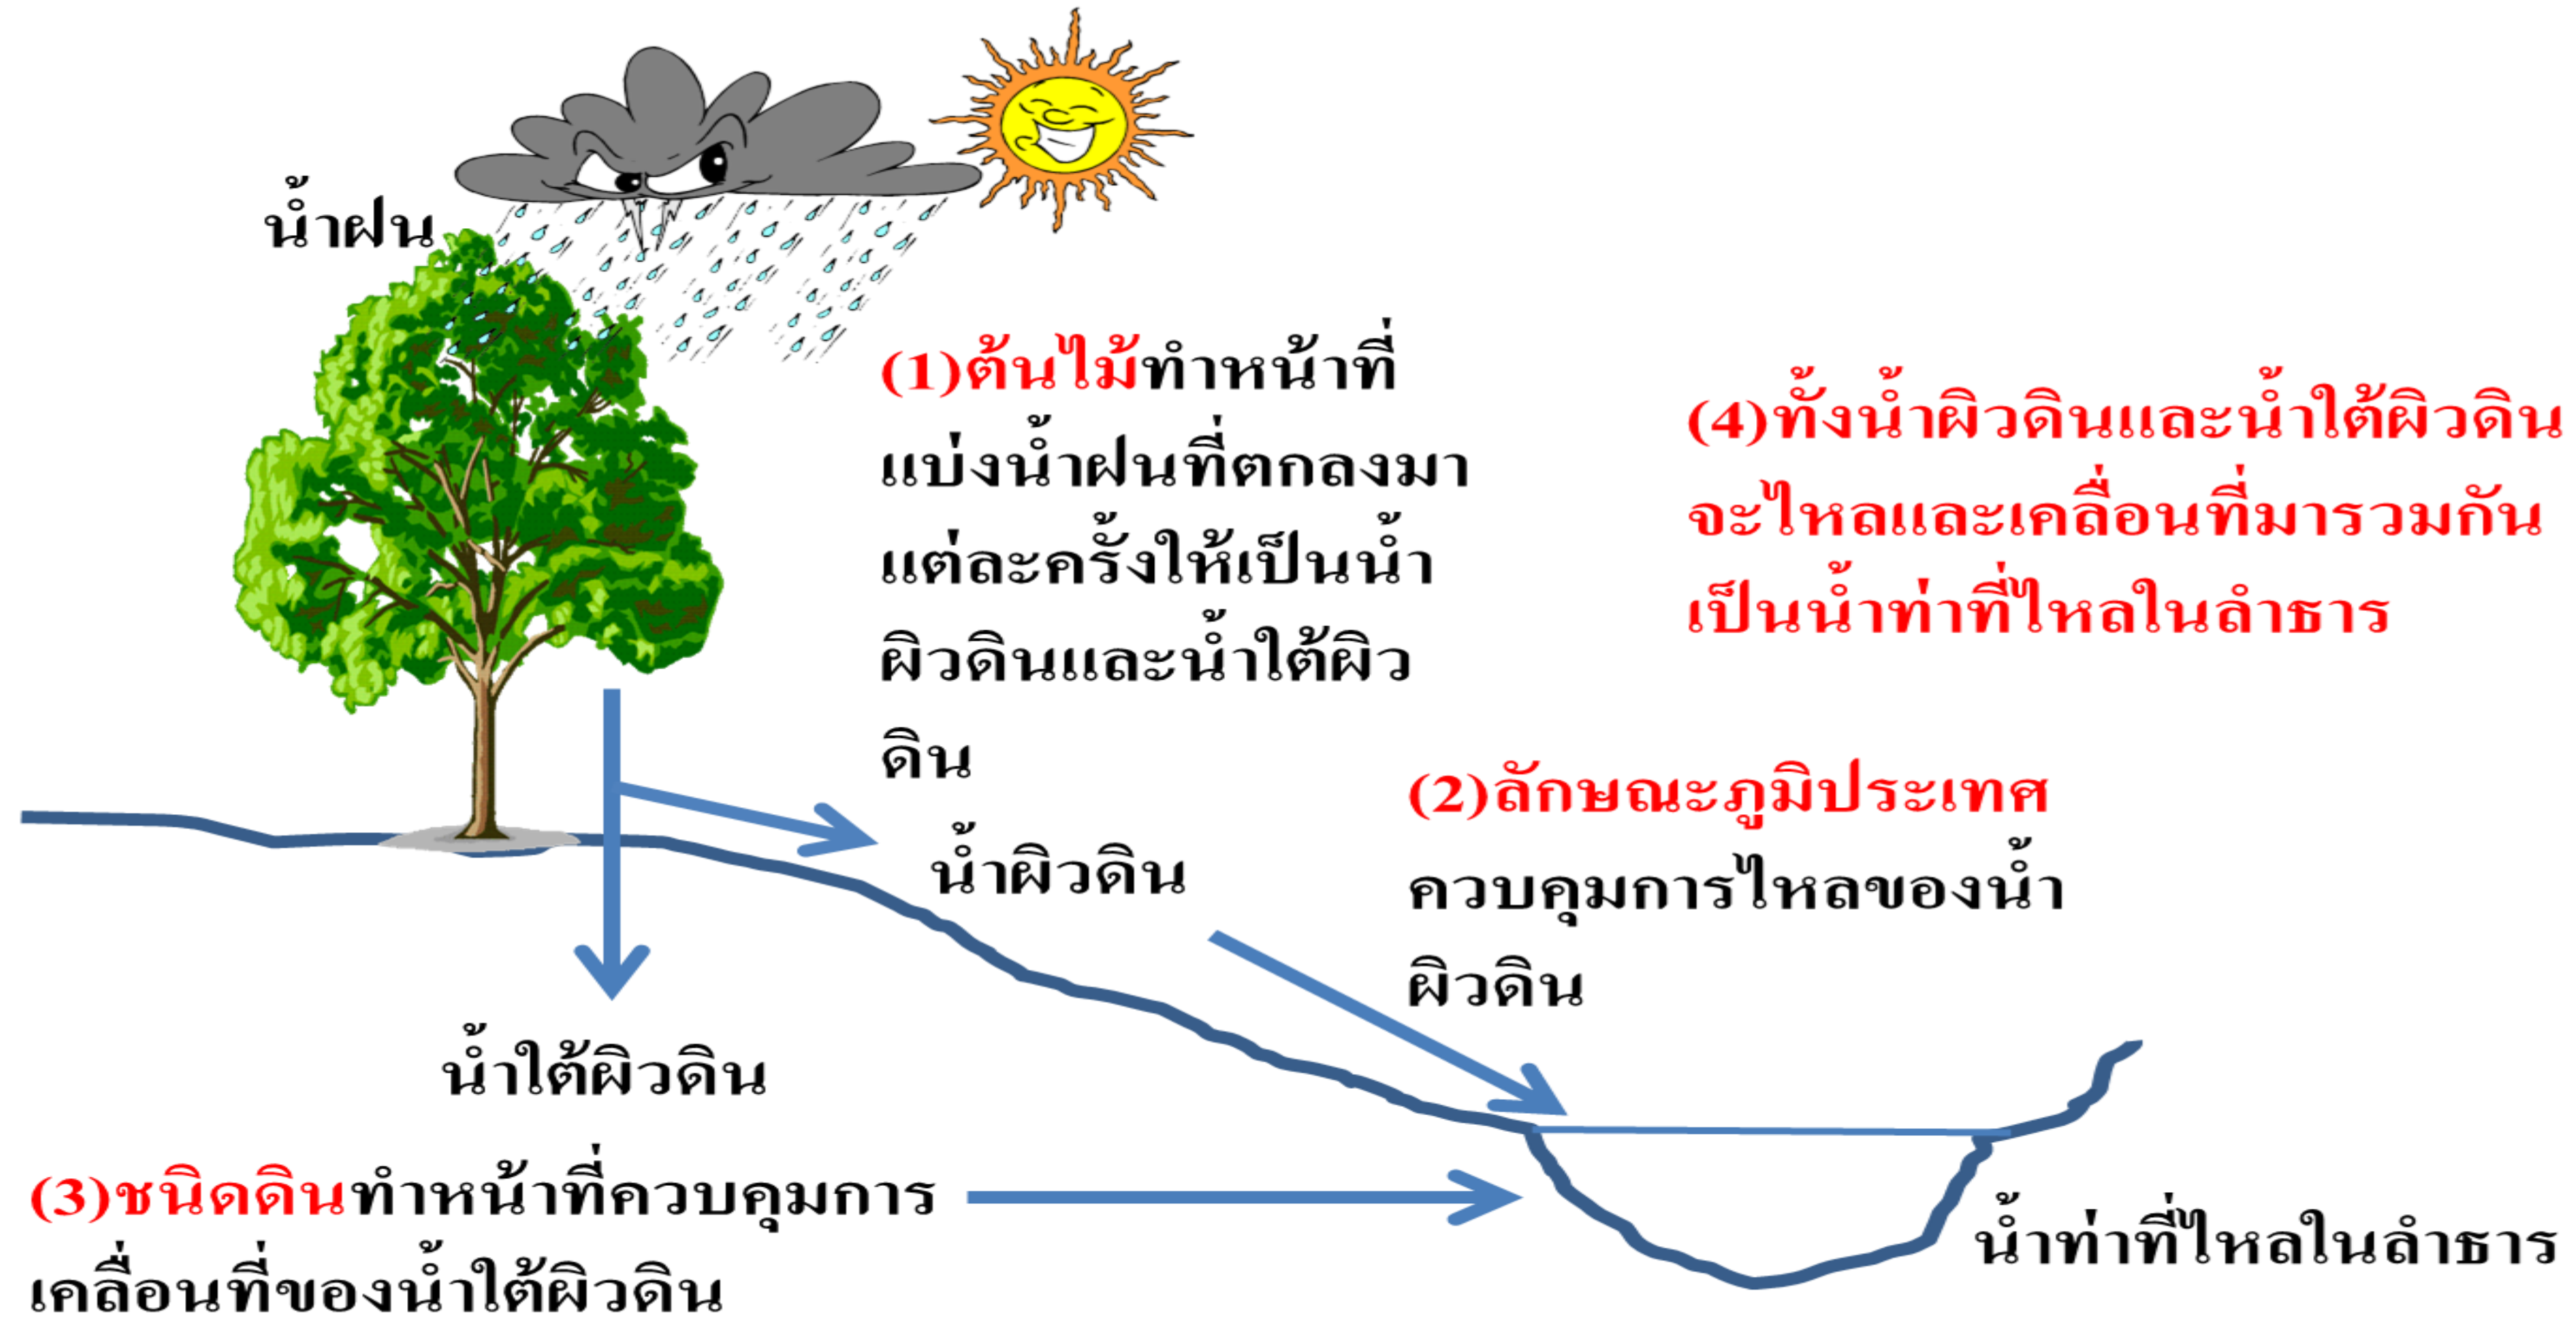 น้ำฝน
(1)ต้นไม้ทำหน้าที่
แบ่งน้ำฝนที่ตกลงมา
แต่ละครั้งให้เป็นน้ำ
ผิวดินและน้ำใต้ผิว
ดิน
(4)ทั้งน้ำผิวดินและน้ำใต้ผิวดิน
จะไหลและเคลื่อนที่มารวมกัน
เป็นน้ำท่าที่ไหลในลำธาร
น้ำผิวดิน
(2)ลักษณะภูมิประเทศ
ควบคุมการไหลของน้ำ
ผิวดิน
น้ำใต้ผิวดิน
(3)ชนิดดินทำหน้าที่ควบคุมการ
เคลื่อนที่ของน้ำใต้ผิวดิน
น้ำท่าที่ไหลในลำธาร